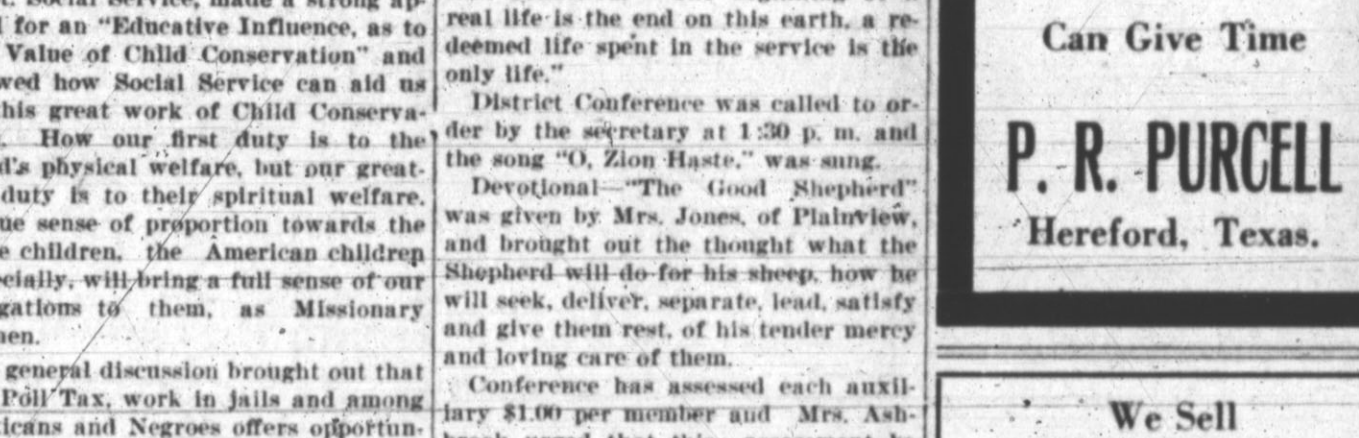 Social Service, made a strong ap-
for an "Educative Influence, as to
Value of Child Conservation" and
wed how Social Service can aid us
his great work of Child Conserva-
How our first duty is to the
d's physical welfare, but our great-
duty is to their spiritual welfare.
ue sense of proportion towards the
e children, the American children
ecially, will bring a full sense of our
gations to them, as Missionary
men.
general discussion brought out that
Poll Tax, work in jails and among
icans and Negroes offers opportun-
real life is the end on this earth, a re-
deemed life spent in the service is the
only life."
District Conference was called to or-
der by the secretary at 1:30 p. m. and
the song "O, Zion Haste," was sung.
Devotional—"The Good Shepherd"
was given by Mrs. Jones, of Plainview,
and brought out the thought what the
Shepherd will do for his sheep, how he
will seek, deliver, separate, lead, satisfy
and give them rest, of his tender mercy
and loving care of them.
Conference has assessed each auxil-
iary $1.00 per member and Mrs. Ash-
Can Give Time
P. R. PURCELL
Hereford, Texas.
We Sell